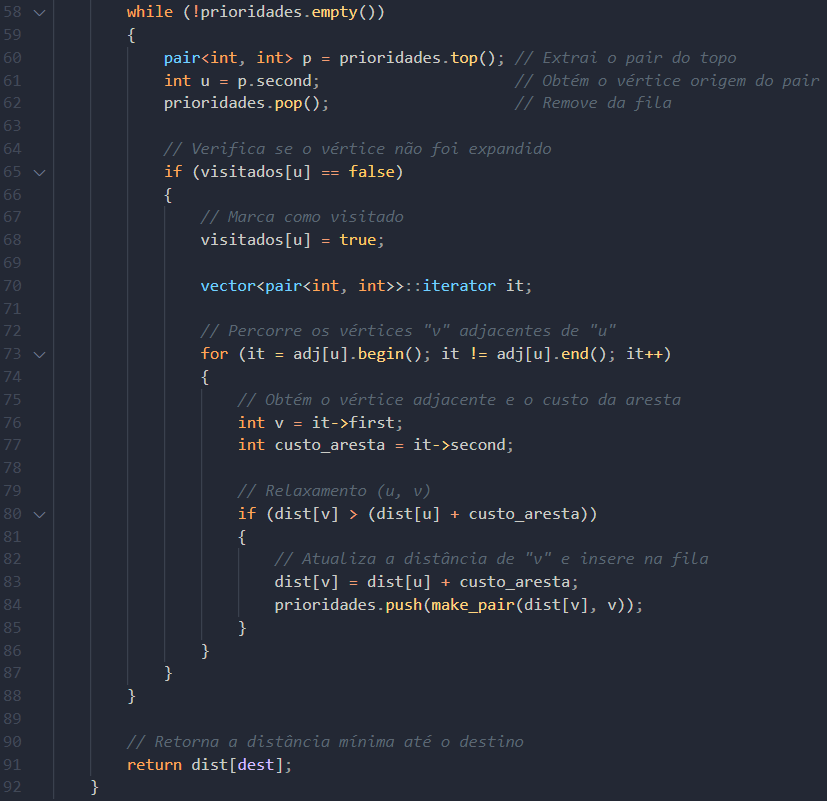 58 while (!prioridades.empty())
59 {
60 pair<int, int> p = prioridades.top(); // Extrai o pair do topo
61 int u = p.second; // Obtém o vértice origem do pair
62 prioridades.pop(); // Remove da fila
63
64 // Verifica se o vértice não foi expandido
65 if (visitados[u] == false)
66 {
67 // Marca como visitado
68 visitados[u] = true;
69
70 vector<pair<int, int>>::iterator it;
71
72 // Percorre os vértices "v" adjacentes de "u"
73 for (it = adj[u].begin(); it != adj[u].end(); it++)
74 {
75 // Obtém o vértice adjacente e o custo da aresta
76 int v = it->first;
77 int custo_aresta = it->second;
78
79 // Relaxamento (u, v)
80 if (dist[v] > (dist[u] + custo_aresta))
81 {
82 // Atualiza a distância de "v" e insere na fila
83 dist[v] = dist[u] + custo_aresta;
84 prioridades.push(make_pair(dist[v], v));
85 }
86 }
87 }
88 }
89
90 // Retorna a distância mínima até o destino
91 return dist[dest];
92 }